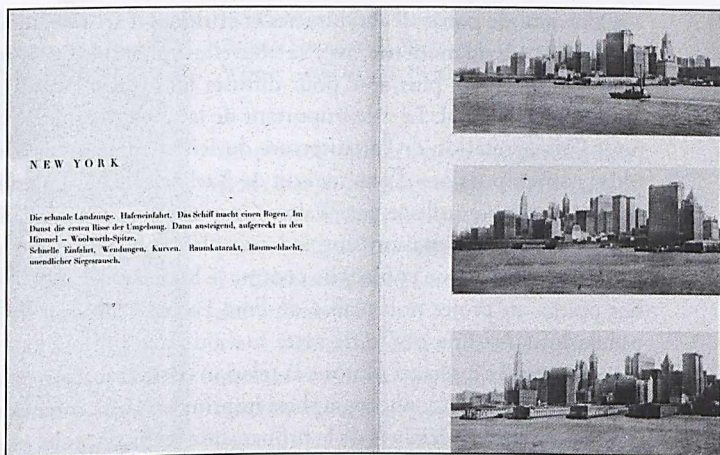 NEW YORK
Die schmale Landzunge. Hafeneinfahrt. Das Schiff macht einen Bogen. Im
Dunst die ersten Risse der Umgebung. Dann ansteigend, aufgereckt in den
Himmel – Woolworth-Spitze.
Schnelle Einfahrt, Wendungen, Kurven. Raumkatarakt, Raumschlacht,
unendlicher Siegesrausch.